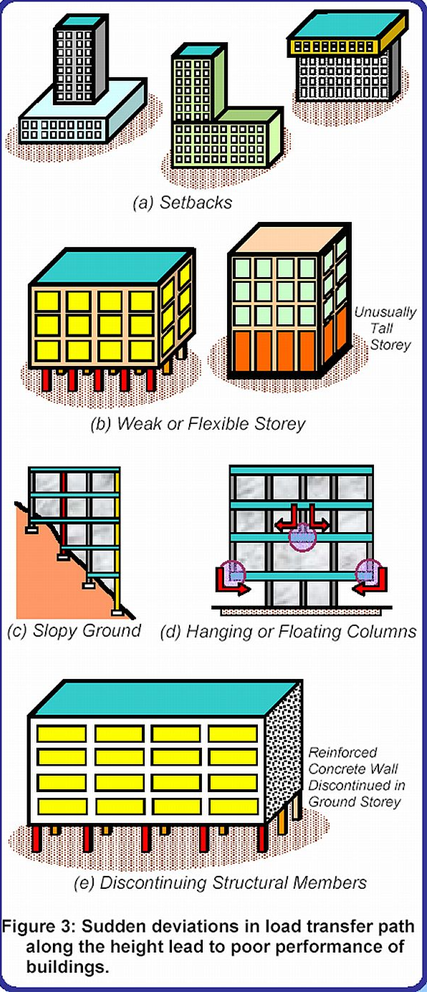 (a) Setbacks
Unusually
Tall
Storey
(b) Weak or Flexible Storey
(c) Slopy Ground
(d) Hanging or Floating Columns
Reinforced
Concrete Wall
Discontinued in
Ground Storey
(e) Discontinuing Structural Members
Figure 3: Sudden deviations in load transfer path
along the height lead to poor performance of
buildings.